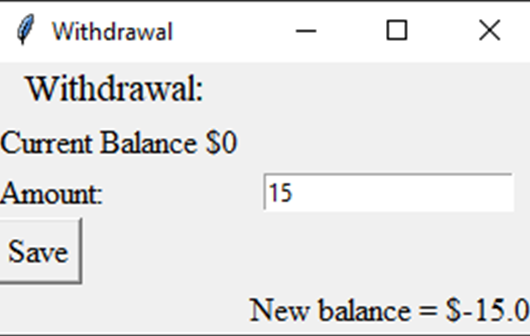 Withdrawal
Withdrawal:
Current Balance $0
Amount: 15
Save
New balance = $-15.0